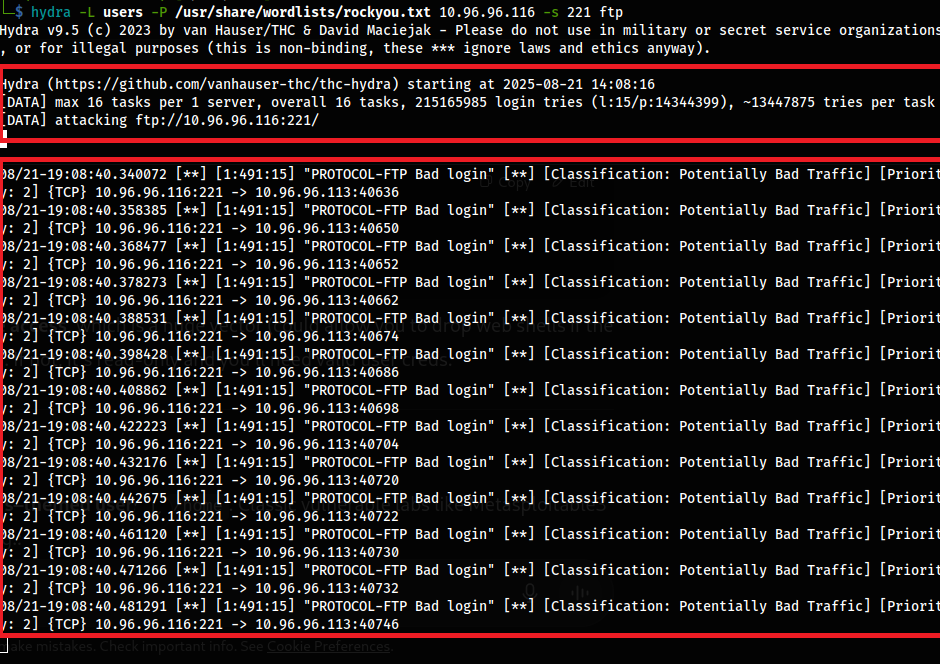 └─$ hydra -L users -P /usr/share/wordlists/rockyou.txt 10.96.96.116 -s 221 ftp
Hydra v9.5 (c) 2023 by van Hauser/THC & David Maciejak - Please do not use in military or secret service organizations
, or for illegal purposes (this is non-binding, these *** ignore laws and ethics anyway).
Hydra (https://github.com/vanhauser-thc/thc-hydra) starting at 2025-08-21 14:08:16
[DATA] max 16 tasks per 1 server, overall 16 tasks, 215165985 login tries (l:15/p:14344399), ~13447875 tries per task
[DATA] attacking ftp://10.96.96.116:221/
08/21-19:08:40.340072 [**] [1:491:15] "PROTOCOL-FTP Bad login" [**] [Classification: Potentially Bad Traffic] [Priorit
y: 2] {TCP} 10.96.96.116:221 -> 10.96.96.113:40636
08/21-19:08:40.358385 [**] [1:491:15] "PROTOCOL-FTP Bad login" [**] [Classification: Potentially Bad Traffic] [Priorit
y: 2] {TCP} 10.96.96.116:221 -> 10.96.96.113:40650
08/21-19:08:40.368477 [**] [1:491:15] "PROTOCOL-FTP Bad login" [**] [Classification: Potentially Bad Traffic] [Priorit
y: 2] {TCP} 10.96.96.116:221 -> 10.96.96.113:40652
08/21-19:08:40.378273 [**] [1:491:15] "PROTOCOL-FTP Bad login" [**] [Classification: Potentially Bad Traffic] [Priorit
y: 2] {TCP} 10.96.96.116:221 -> 10.96.96.113:40662
08/21-19:08:40.388531 [**] [1:491:15] "PROTOCOL-FTP Bad login" [**] [Classification: Potentially Bad Traffic] [Priorit
y: 2] {TCP} 10.96.96.116:221 -> 10.96.96.113:40674
08/21-19:08:40.398428 [**] [1:491:15] "PROTOCOL-FTP Bad login" [**] [Classification: Potentially Bad Traffic] [Priorit
y: 2] {TCP} 10.96.96.116:221 -> 10.96.96.113:40686
08/21-19:08:40.408862 [**] [1:491:15] "PROTOCOL-FTP Bad login" [**] [Classification: Potentially Bad Traffic] [Priorit
y: 2] {TCP} 10.96.96.116:221 -> 10.96.96.113:40698
08/21-19:08:40.422223 [**] [1:491:15] "PROTOCOL-FTP Bad login" [**] [Classification: Potentially Bad Traffic] [Priorit
y: 2] {TCP} 10.96.96.116:221 -> 10.96.96.113:40704
08/21-19:08:40.432176 [**] [1:491:15] "PROTOCOL-FTP Bad login" [**] [Classification: Potentially Bad Traffic] [Priorit
y: 2] {TCP} 10.96.96.116:221 -> 10.96.96.113:40720
08/21-19:08:40.442675 [**] [1:491:15] "PROTOCOL-FTP Bad login" [**] [Classification: Potentially Bad Traffic] [Priorit
y: 2] {TCP} 10.96.96.116:221 -> 10.96.96.113:40722
08/21-19:08:40.461120 [**] [1:491:15] "PROTOCOL-FTP Bad login" [**] [Classification: Potentially Bad Traffic] [Priorit
y: 2] {TCP} 10.96.96.116:221 -> 10.96.96.113:40730
08/21-19:08:40.471266 [**] [1:491:15] "PROTOCOL-FTP Bad login" [**] [Classification: Potentially Bad Traffic] [Priorit
y: 2] {TCP} 10.96.96.116:221 -> 10.96.96.113:40732
08/21-19:08:40.481291 [**] [1:491:15] "PROTOCOL-FTP Bad login" [**] [Classification: Potentially Bad Traffic] [Priorit
y: 2] {TCP} 10.96.96.116:221 -> 10.96.96.113:40746
ake mistakes. Check important info. See Cookie Preferences.